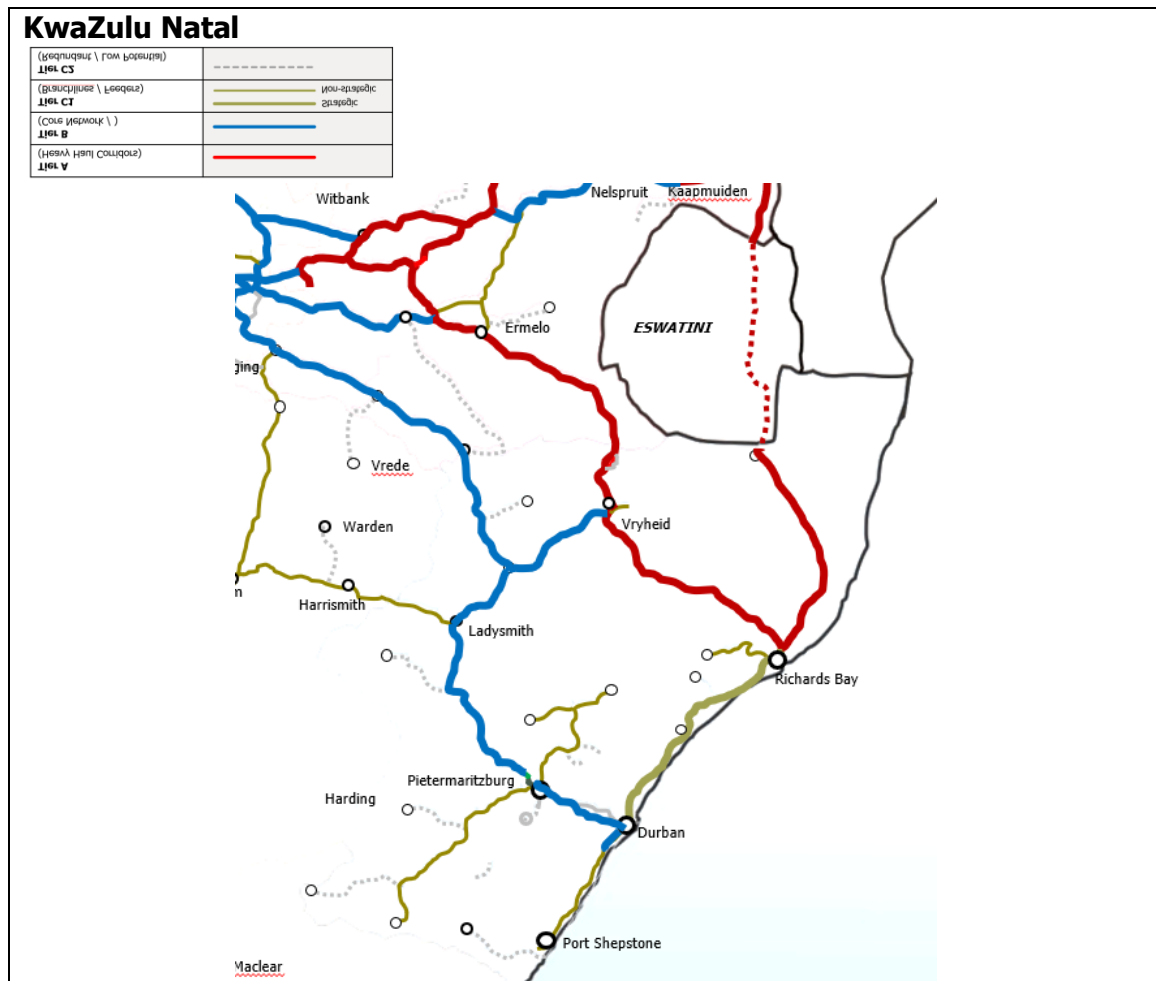 KwaZulu Natal
(Redundant / Low Potential)
Tier C2
(Branchlines / Feeders)
Non-strategic
Tier C1
Strategic
(Core Network / )
Tier B
(Heavy Haul Corridors)
Tier A
Nelspruit
Kaapmuiden
Witbank
Ermelo
ESWATINI
ging
Vrede
Vryheid
Warden
m
Harrismith
Ladysmith
Richards Bay
Pietermaritzburg
Harding
Durban
Port Shepstone
Maclear